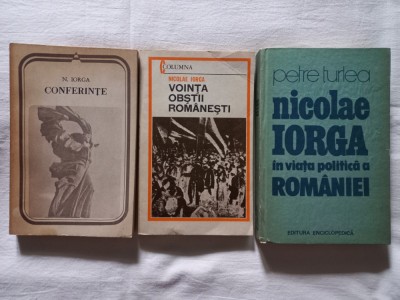 N. IORGA
CONFERINȚE
COLUMNA
NICOLAE IORGA
VOINȚA
OBȘTII
ROMÂNEȘTI
petre țurlea
nicolae
IORGA
în viața politică a
ROMÂNIEI
EDITURA ENCICLOPEDICĂ